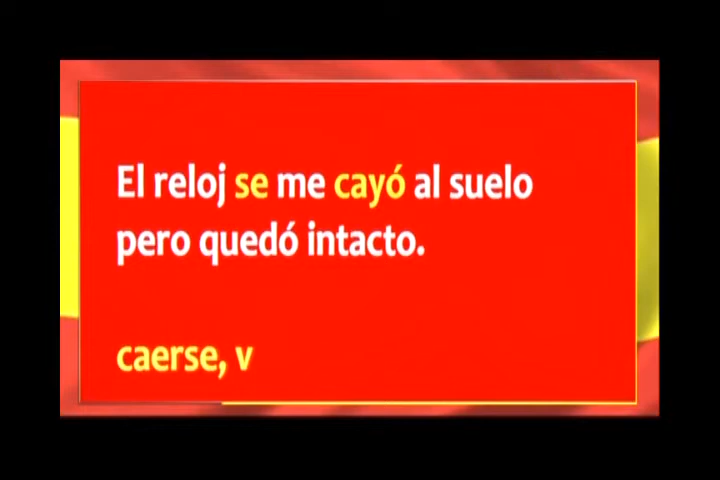 El reloj se me cayó al suelo
pero quedó intacto.
caerse, v